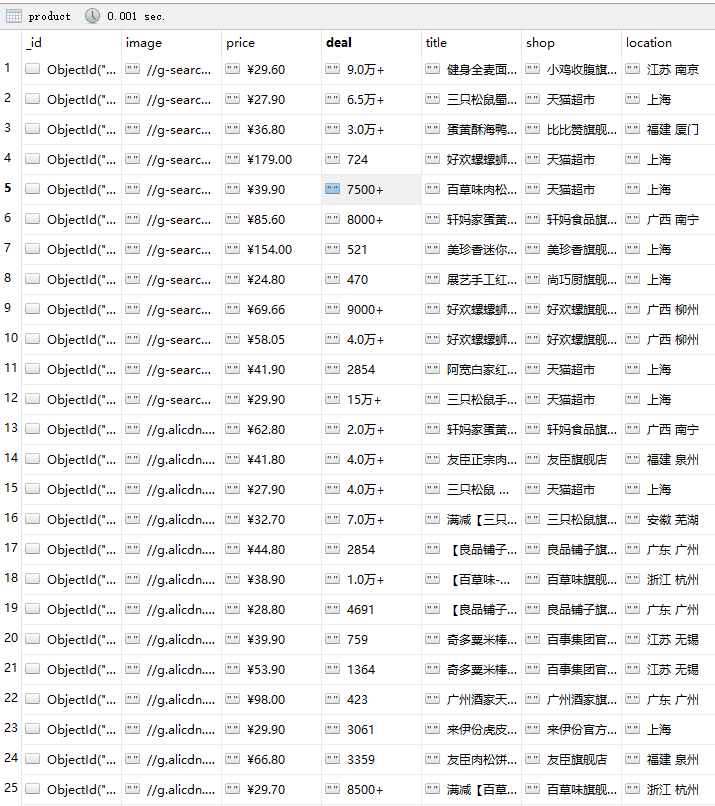 product 0.001 sec.
_id image price deal title shop location
1 ObjectId("... //g-searc... ¥29.60 9.0万+ 健身全麦面... 小鸡收腹旗... 江苏 南京
2 ObjectId("... //g-searc... ¥27.90 6.5万+ 三只松鼠蜀... 天猫超市 上海
3 ObjectId("... //g-searc... ¥36.80 3.0万+ 蛋黄酥海鸭... 比比赞旗舰... 福建 厦门
4 ObjectId("... //g-searc... ¥179.00 724 好欢螺螺蛳... 天猫超市 上海
5 ObjectId("... //g-searc... ¥39.90 7500+ 百草味肉松... 天猫超市 上海
6 ObjectId("... //g-searc... ¥85.60 8000+ 轩妈家蛋黄... 轩妈食品旗... 广西 南宁
7 ObjectId("... //g-searc... ¥154.00 521 美珍香迷你... 美珍香旗舰... 上海
8 ObjectId("... //g-searc... ¥24.80 470 展艺手工红... 尚巧厨旗舰... 上海
9 ObjectId("... //g-searc... ¥69.66 9000+ 好欢螺螺蛳... 好欢螺旗舰... 广西 柳州
10 ObjectId("... //g-searc... ¥58.05 4.0万+ 好欢螺螺蛳... 好欢螺旗舰... 广西 柳州
11 ObjectId("... //g-searc... ¥41.90 2854 阿宽白家红... 天猫超市 上海
12 ObjectId("... //g-searc... ¥29.90 15万+ 三只松鼠手... 天猫超市 上海
13 ObjectId("... //g.alicdn.... ¥62.80 2.0万+ 轩妈家蛋黄... 轩妈食品旗... 广西 南宁
14 ObjectId("... //g.alicdn.... ¥41.80 4.0万+ 友臣正宗肉... 友臣旗舰店 福建 泉州
15 ObjectId("... //g.alicdn.... ¥27.90 4.0万+ 三只松鼠 ... 天猫超市 上海
16 ObjectId("... //g.alicdn.... ¥32.70 7.0万+ 满减【三只... 三只松鼠旗... 安徽 芜湖
17 ObjectId("... //g.alicdn.... ¥44.80 2854 【良品铺子... 良品铺子旗... 广东 广州
18 ObjectId("... //g.alicdn.... ¥38.90 1.0万+ 【百草味-... 百草味旗舰... 浙江 杭州
19 ObjectId("... //g.alicdn.... ¥28.80 4691 【良品铺子... 良品铺子旗... 广东 广州
20 ObjectId("... //g.alicdn.... ¥39.90 759 奇多粟米棒... 百事集团官... 江苏 无锡
21 ObjectId("... //g.alicdn.... ¥53.90 1364 奇多粟米棒... 百事集团官... 江苏 无锡
22 ObjectId("... //g.alicdn.... ¥98.00 423 广州酒家天... 广州酒家旗... 广东 广州
23 ObjectId("... //g.alicdn.... ¥29.90 3061 来伊份虎皮... 来伊份官方... 上海
24 ObjectId("... //g.alicdn.... ¥66.80 3359 友臣肉松饼... 友臣旗舰店 福建 泉州
25 ObjectId("... //g.alicdn.... ¥29.70 8500+ 满减【百草... 百草味旗舰... 浙江 杭州